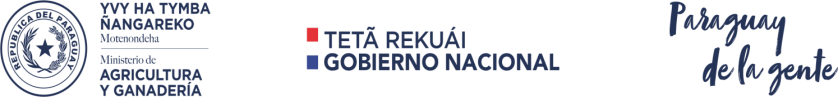 REPUBLICA DEL PARAGUAY
YVY HA TYMBA
ÑANGAREKO
Motenondeha
Ministerio de
AGRICULTURA
Y GANADERÍA
TETÃ REKUÁI
GOBIERNO NACIONAL
Paraguay
de la gente